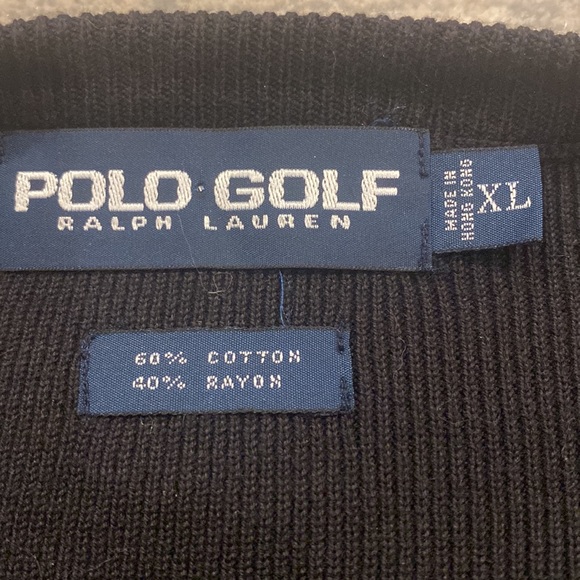 POLO GOLF
RALPH LAUREN
MADE IN
HONG KONG
XL
60% COTTON
40% RAYON